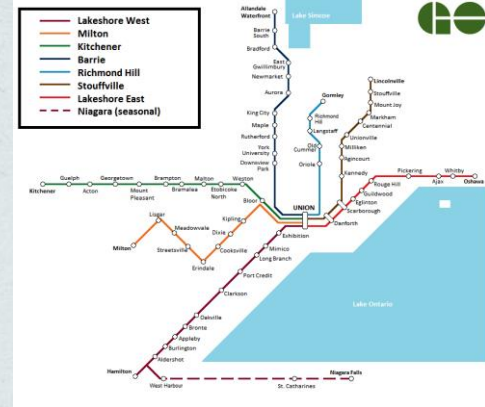 Lakeshore West
Milton
Kitchener
Barrie
Richmond Hill
Stouffville
Lakeshore East
Niagara (seasonal)
GO
Lake Simcoe
Allandale
Waterfront
Barrie
South
Bradford
East
Gwillimbury
Newmarket
Aurora
King City
Maple
Rutherford
York
University
Downsview
Park
Gormley
Richmond
Hill
Langstaff
Old
Cummer
Oriole
Lincolnville
Stouffville
Mount Joy
Markham
Centennial
Unionville
Milliken
Agincourt
Kennedy
Pickering
Whitby
Ajax
Oshawa
Rouge Hill
Guildwood
Eglinton
Scarborough
Danforth
UNION
Exhibition
Kitchener
Guelph
Acton
Georgetown
Mount
Pleasant
Brampton
Bramalea
Malton
Etobicoke
North
Weston
Bloor
Kipling
Dixie
Cooksville
Erindale
Streetsville
Meadowvale
Lisgar
Milton
Mimico
Long Branch
Port Credit
Clarkson
Oakville
Bronte
Appleby
Burlington
Aldershot
Hamilton
West Harbour
St. Catharines
Niagara Falls
Lake Ontario